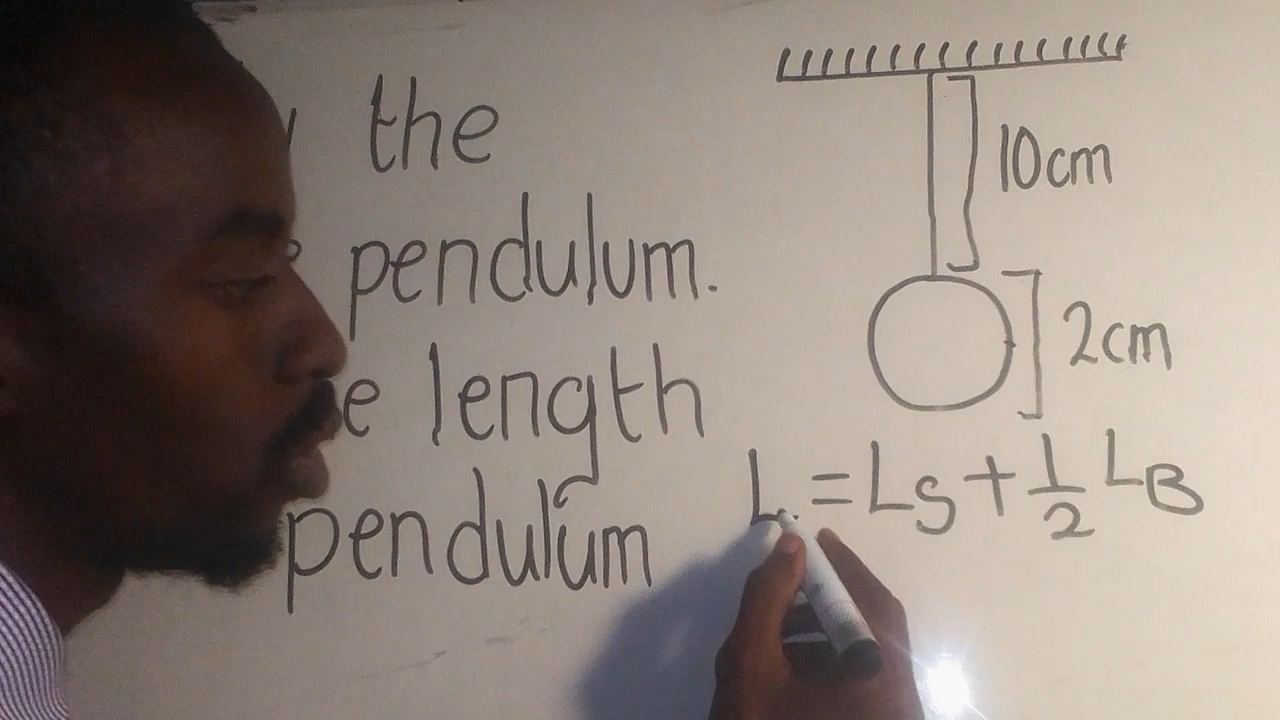 the
pendulum.
e length
pendulum
10cm
2cm
L = LS + 1/2 LB